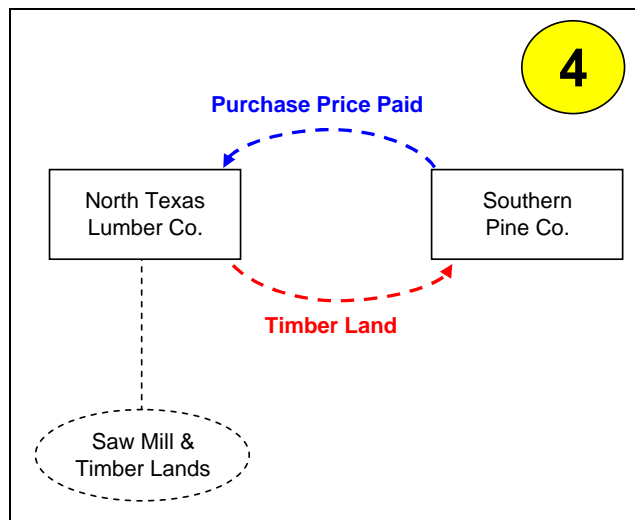 4
Purchase Price Paid
North Texas
Lumber Co.
Southern
Pine Co.
Timber Land
Saw Mill &
Timber Lands